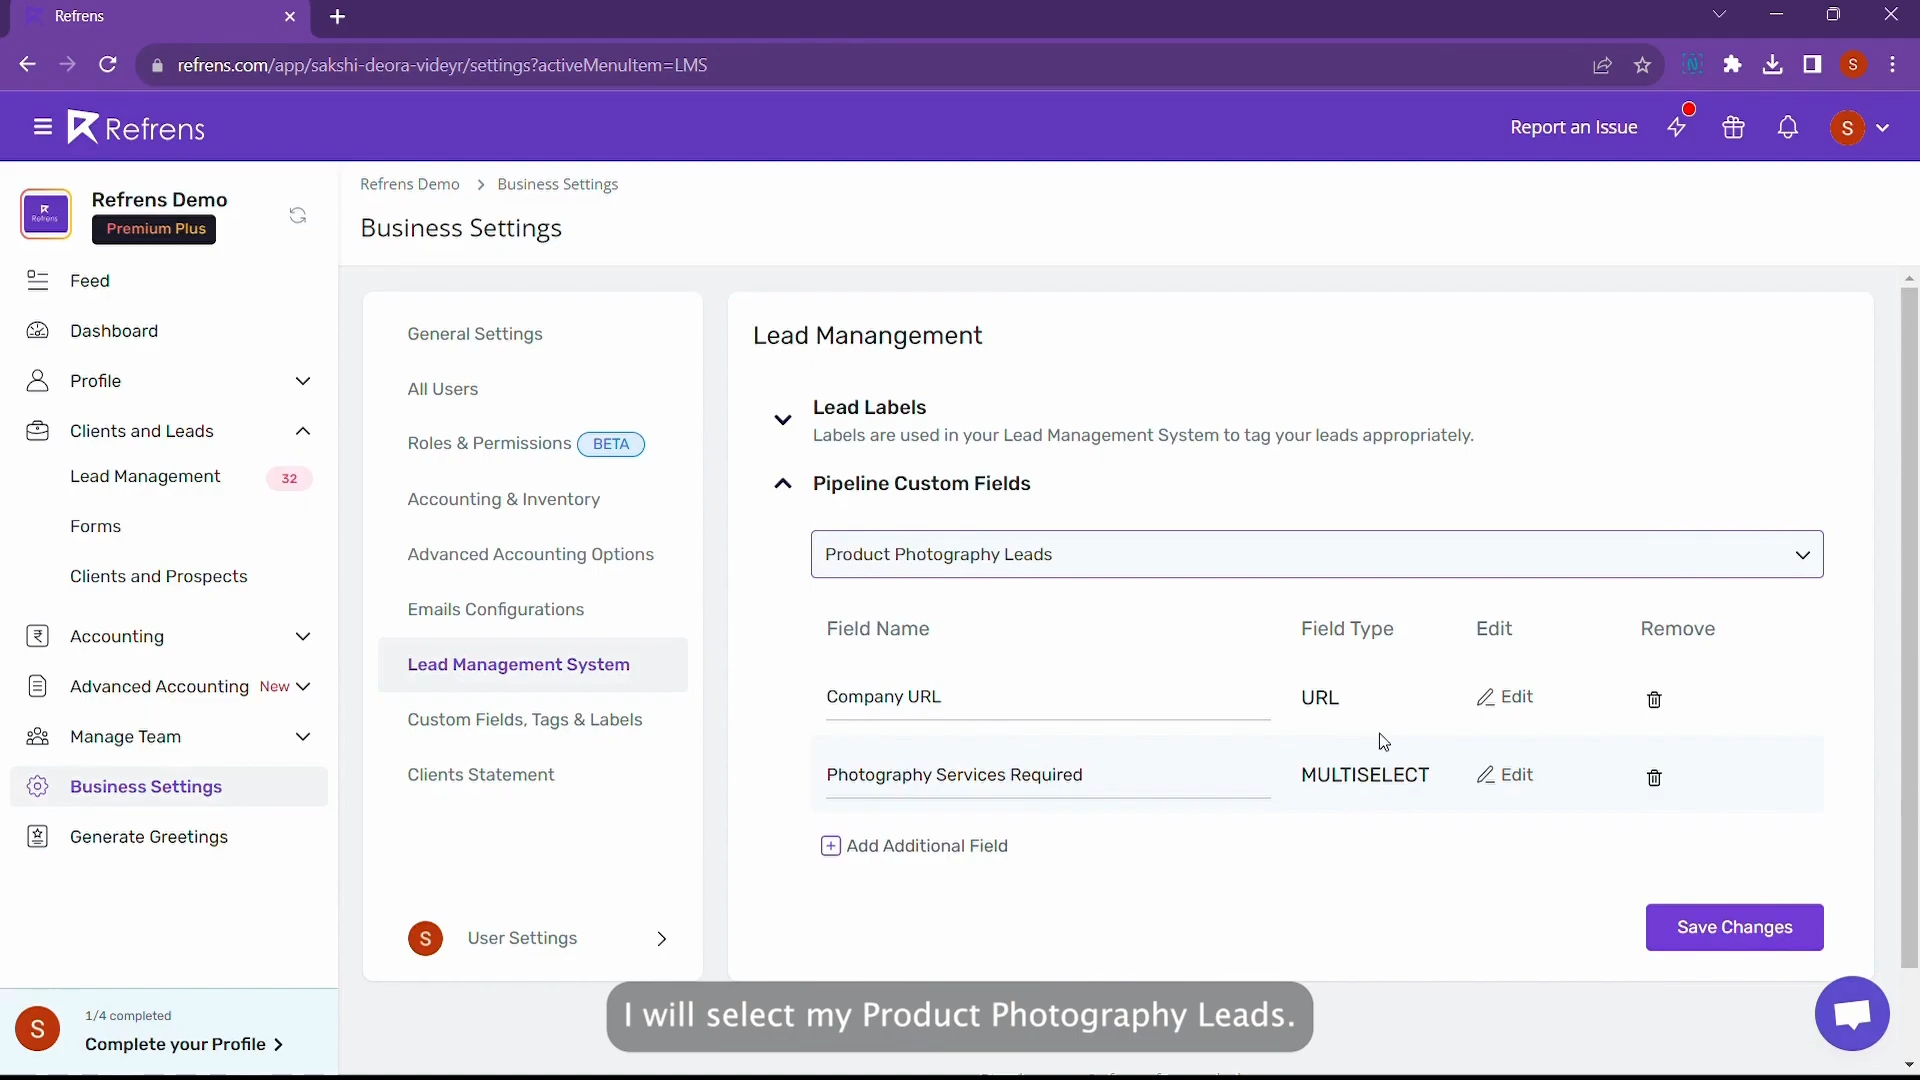 Refrens
refrens.com/app/sakshi-deora-videyr/settings?activeMenuItem=LMS
S
Refrens
Report an Issue
S
Refrens
Refrens Demo
Premium Plus
Feed
Dashboard
Profile
Clients and Leads
Lead Management 32
Forms
Clients and Prospects
Accounting
Advanced Accounting New
Manage Team
Business Settings
Generate Greetings
S
1/4 completed
Complete your Profile >
Refrens Demo > Business Settings
Business Settings
General Settings
All Users
Roles & Permissions BETA
Accounting & Inventory
Advanced Accounting Options
Emails Configurations
Lead Management System
Custom Fields, Tags & Labels
Clients Statement
S User Settings
Lead Manangement
Lead Labels
Labels are used in your Lead Management System to tag your leads appropriately.
Pipeline Custom Fields
Product Photography Leads
Field Name Field Type Edit Remove
Company URL URL Edit
Photography Services Required MULTISELECT Edit
Add Additional Field
Save Changes
I will select my Product Photography Leads.